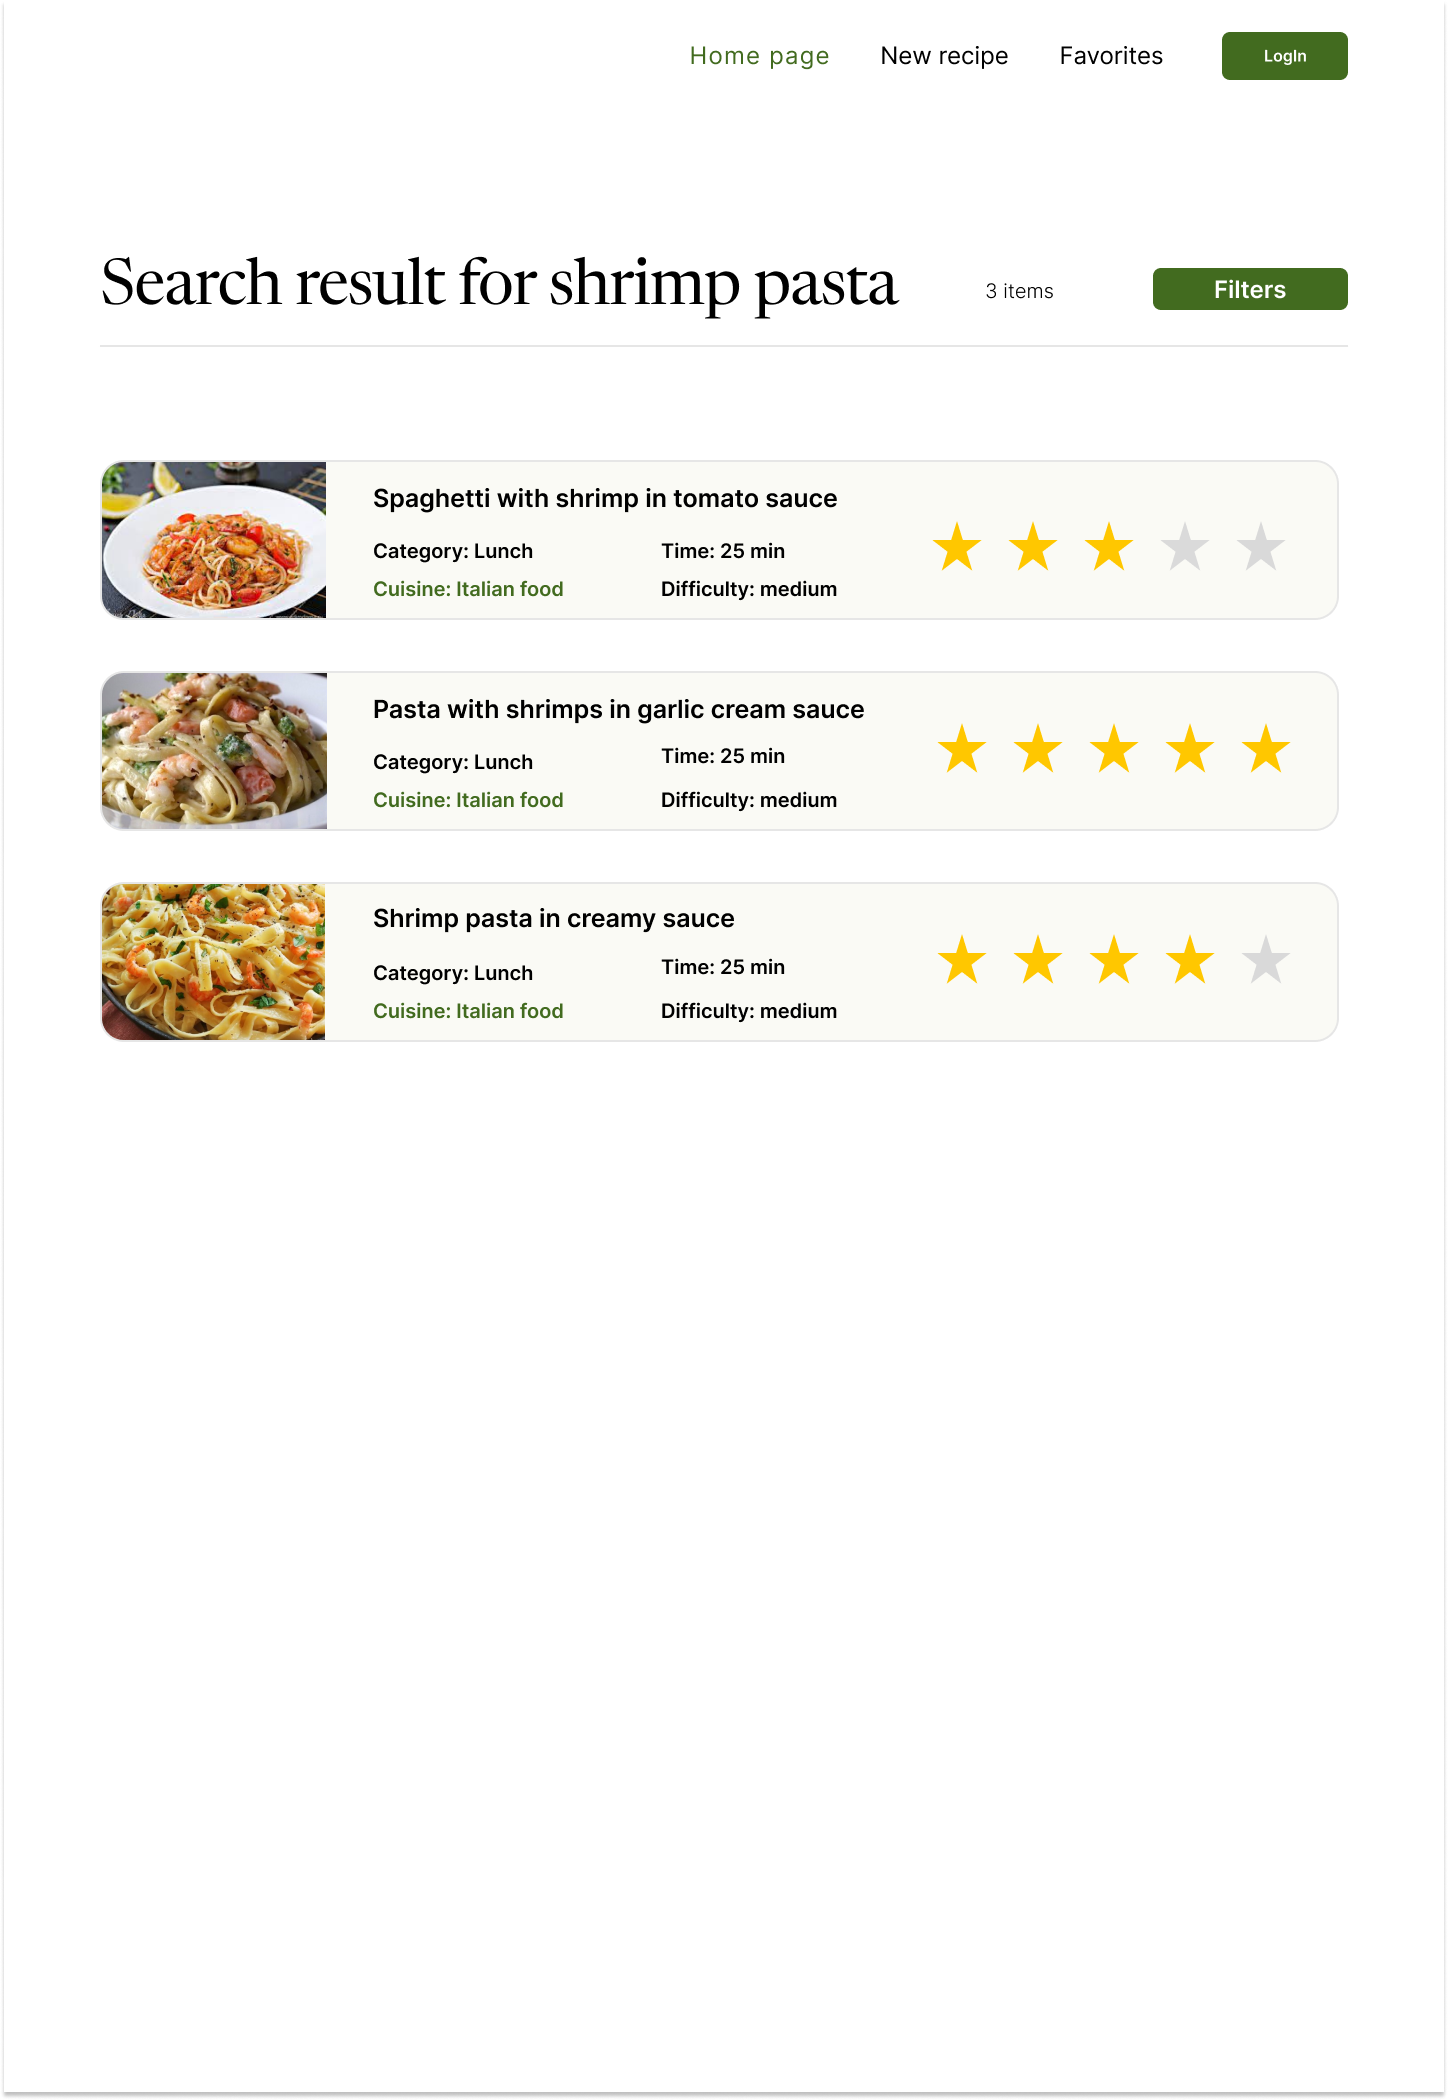 Home page New recipe Favorites LogIn
Search result for shrimp pasta 3 items Filters
Spaghetti with shrimp in tomato sauce
Category: Lunch Time: 25 min
Cuisine: Italian food Difficulty: medium
Pasta with shrimps in garlic cream sauce
Category: Lunch Time: 25 min
Cuisine: Italian food Difficulty: medium
Shrimp pasta in creamy sauce
Category: Lunch Time: 25 min
Cuisine: Italian food Difficulty: medium